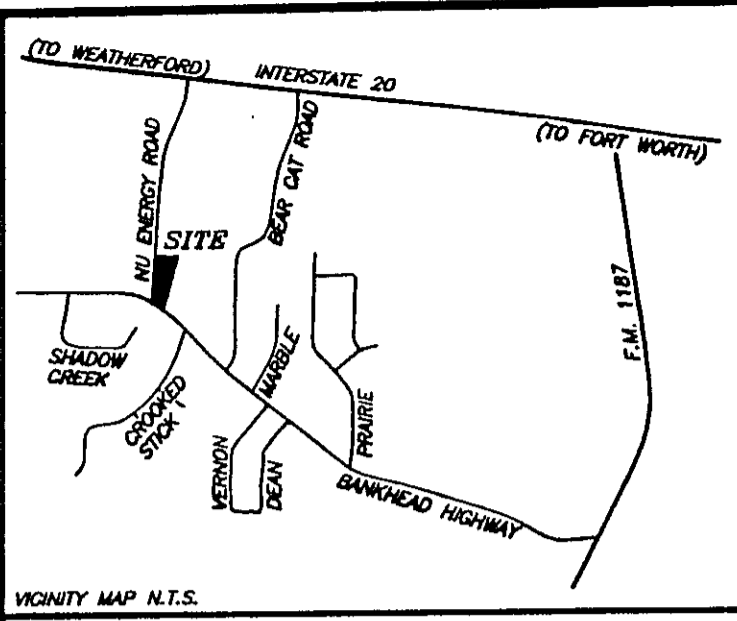 (TO WEATHERFORD)
INTERSTATE 20
(TO FORT WORTH)
NU ENERGY ROAD
BEAR CAT ROAD
SITE
F.M. 1187
SHADOW
CREEK
CROOKED
STICK
MARBLE
PRAIRIE
VERNON
DEAN
BANKHEAD HIGHWAY
VICINITY MAP N.T.S.